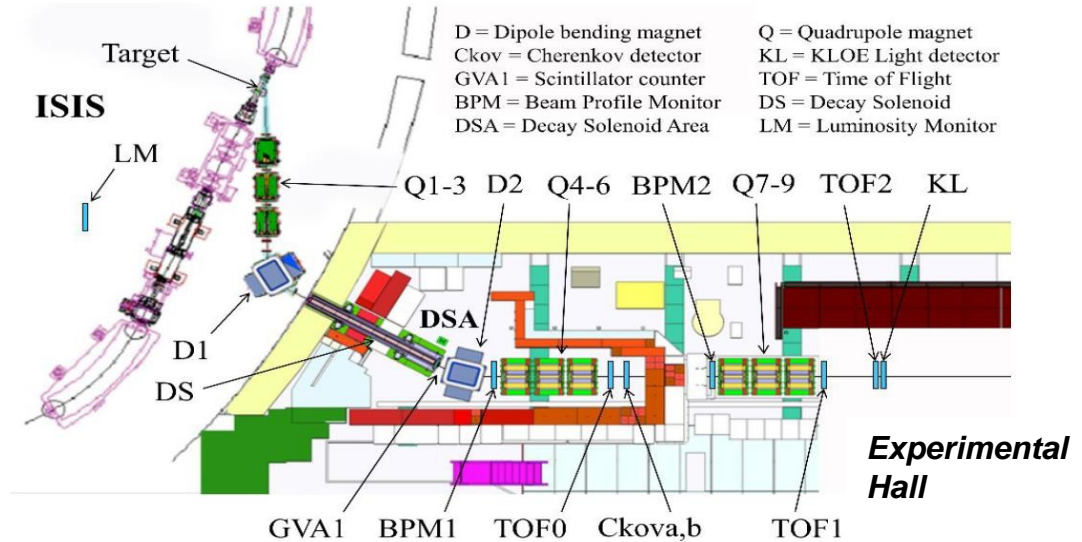 D = Dipole bending magnet
Q = Quadrupole magnet
Ckov = Cherenkov detector
KL = KLOE Light detector
GVA1 = Scintillator counter
TOF = Time of Flight
BPM = Beam Profile Monitor
DS = Decay Solenoid
DSA = Decay Solenoid Area
LM = Luminosity Monitor
Target
ISIS
LM
Q1-3
D2
Q4-6
BPM2
Q7-9
TOF2
KL
DSA
D1
DS
Experimental
Hall
GVA1
BPM1
TOF0
Ckova,b
TOF1